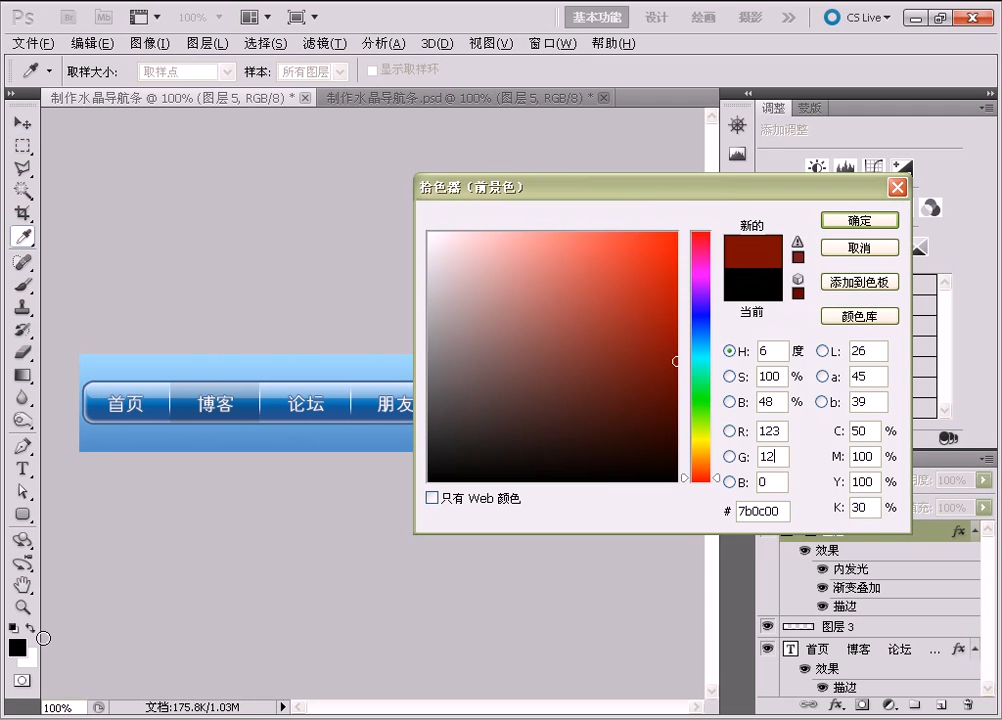 Ps Br Mb 100% 基本功能 设计 绘画 摄影 CS Live
文件(F) 编辑(E) 图像(I) 图层(L) 选择(S) 滤镜(T) 分析(A) 3D(D) 视图(V) 窗口(W) 帮助(H)
取样大小: 取样点 样本: 所有图层 显示取样环
制作水晶导航条 @ 100% (图层 5, RGB/8) * 制作水晶导航条.psd @ 100% (图层 5, RGB/8) *
调整 蒙版
添加调整
拾色器（前景色）
新的
当前
确定
取消
添加到色板
颜色库
H: 6 度 L: 26
S: 100 % a: 45
B: 48 % b: 39
R: 123 C: 50 %
G: 12 M: 100 %
B: 0 Y: 100 %
# 7b0c00 K: 30 %
只有 Web 颜色
首页 博客 论坛 朋友
100%
100%
fx
效果
内发光
渐变叠加
描边
图层 3
T 首页 博客 论坛 ... fx
效果
描边
100% 文档:175.8K/1.03M